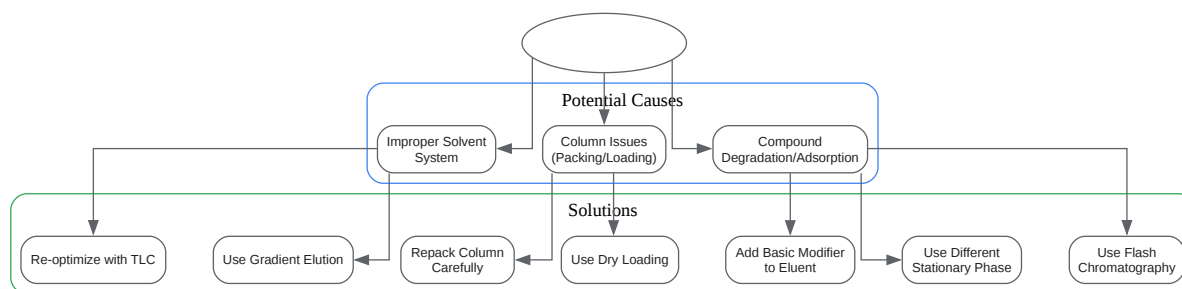 Potential Causes
Improper Solvent
System
Column Issues
(Packing/Loading)
Compound
Degradation/Adsorption
Solutions
Re-optimize with TLC
Use Gradient Elution
Repack Column
Carefully
Use Dry Loading
Add Basic Modifier
to Eluent
Use Different
Stationary Phase
Use Flash
Chromatography